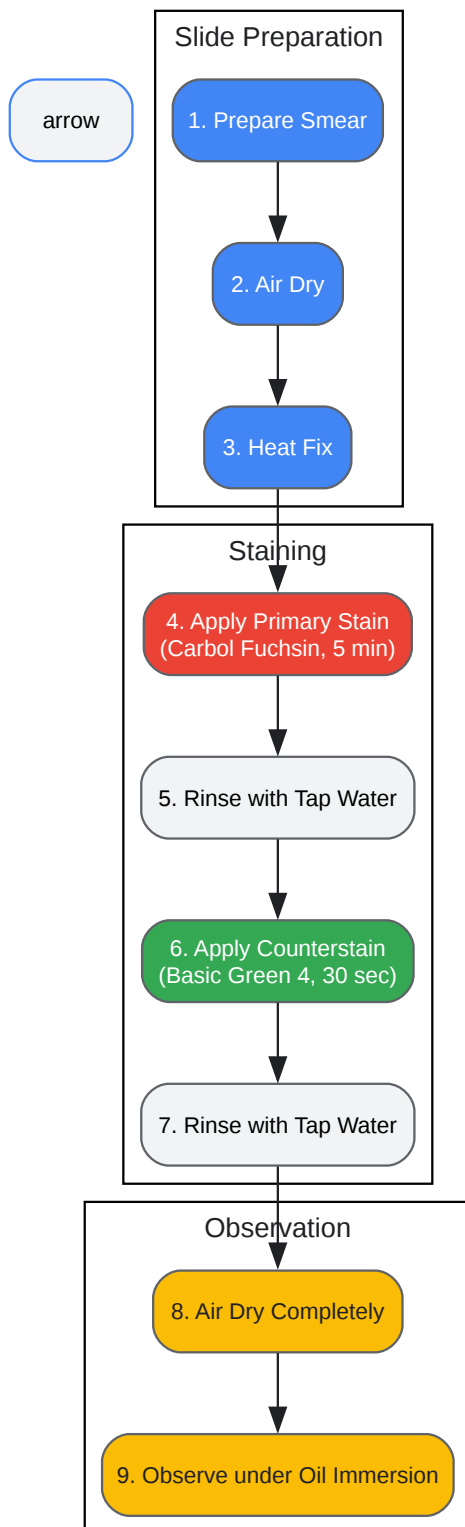 Slide Preparation
arrow
1. Prepare Smear
2. Air Dry
3. Heat Fix
Staining
4. Apply Primary Stain
(Carbol Fuchsin, 5 min)
5. Rinse with Tap Water
6. Apply Counterstain
(Basic Green 4, 30 sec)
7. Rinse with Tap Water
Observation
8. Air Dry Completely
9. Observe under Oil Immersion